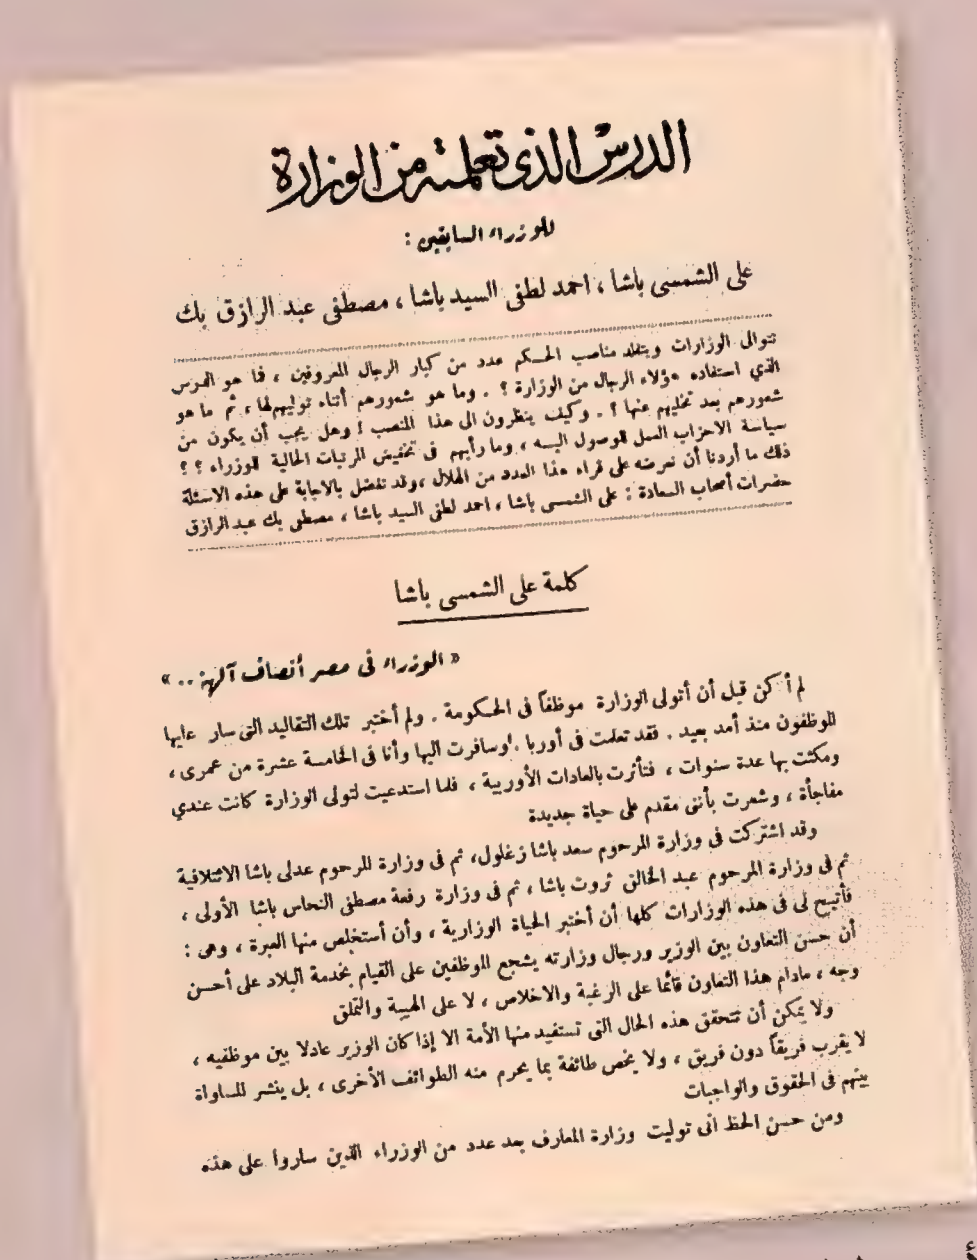 الدرس الذى تعلمته من الوزارة
للوزراء السابقين :
على الشمسى باشا ، احمد لطفى السيد باشا ، مصطفى عبد الرازق بك
تتوالى الوزارات ويتقلد مناصب الحكم عدد من كبار الرجال المعروفين ، فما هو الدرس
الذي استفاده هؤلاء الرجال من الوزارة ؟ . وما هو شعورهم أثناء توليهم لها ، ثم ما هو
شعورهم بعد تخليهم عنها ؟ . وكيف ينظرون الى هذا المنصب ! وهل يجب أن يكون من
سياسة الاحزاب العمل للوصول اليه ، وما رأيهم فى تخفيض المرتبات الحالية للوزراء ؟ ؟
ذلك ما أردنا أن نعرضه على قراء هذا العدد من الهلال ، وقد تفضل بالاجابة على هذه الاسئلة
حضرات أصحاب السعادة : على الشمسى باشا ، احمد لطفى السيد باشا ، مصطفى بك عبد الرازق
كلمة على الشمسى باشا
« الوزراء فى مصر أنصاف آلهة .. »
لم أكن قبل أن أتولى الوزارة موظفاً فى الحكومة . ولم أختبر تلك التقاليد التى سار عليها
الموظفون منذ أمد بعيد . فقد تعلمت فى أوربا . وسافرت اليها وأنا فى الخامسة عشرة من عمرى ،
ومكثت بها عدة سنوات ، فتأثرت بالعادات الأوربية ، فلما استدعيت لتولى الوزارة كانت عندي
مفاجأة ، وشعرت بأننى مقدم على حياة جديدة
وقد اشتركت فى وزارة المرحوم سعد باشا زغلول، ثم فى وزارة المرحوم عدلى باشا الائتلافية
ثم فى وزارة المرحوم عبد الخالق ثروت باشا ، ثم فى وزارة رفعة مصطفى النحاس باشا الأولى ،
فأتيح لى فى هذه الوزارات كلها أن أختبر الحياة الوزارية ، وأن أستخلص منها العبرة ، وهى :
أن حسن التعاون بين الوزير ورجال وزارته يشجع الموظفين على القيام بخدمة البلاد على أحسن
وجه ، مادام هذا التعاون قائما على الرغبة والاخلاص ، لا على الهيبة والتملق
ولا يمكن أن تتحقق هذه الحال التى تستفيد منها الأمة الا إذا كان الوزير عادلا بين موظفيه ،
لا يقرب فريقاً دون فريق ، ولا يخص طائفة بما يحرم منه الطوائف الأخرى ، بل ينشر المساواة
بينهم فى الحقوق والواجبات
ومن حسن الحظ انى توليت وزارة المعارف بعد عدد من الوزراء الذين ساروا على هذه